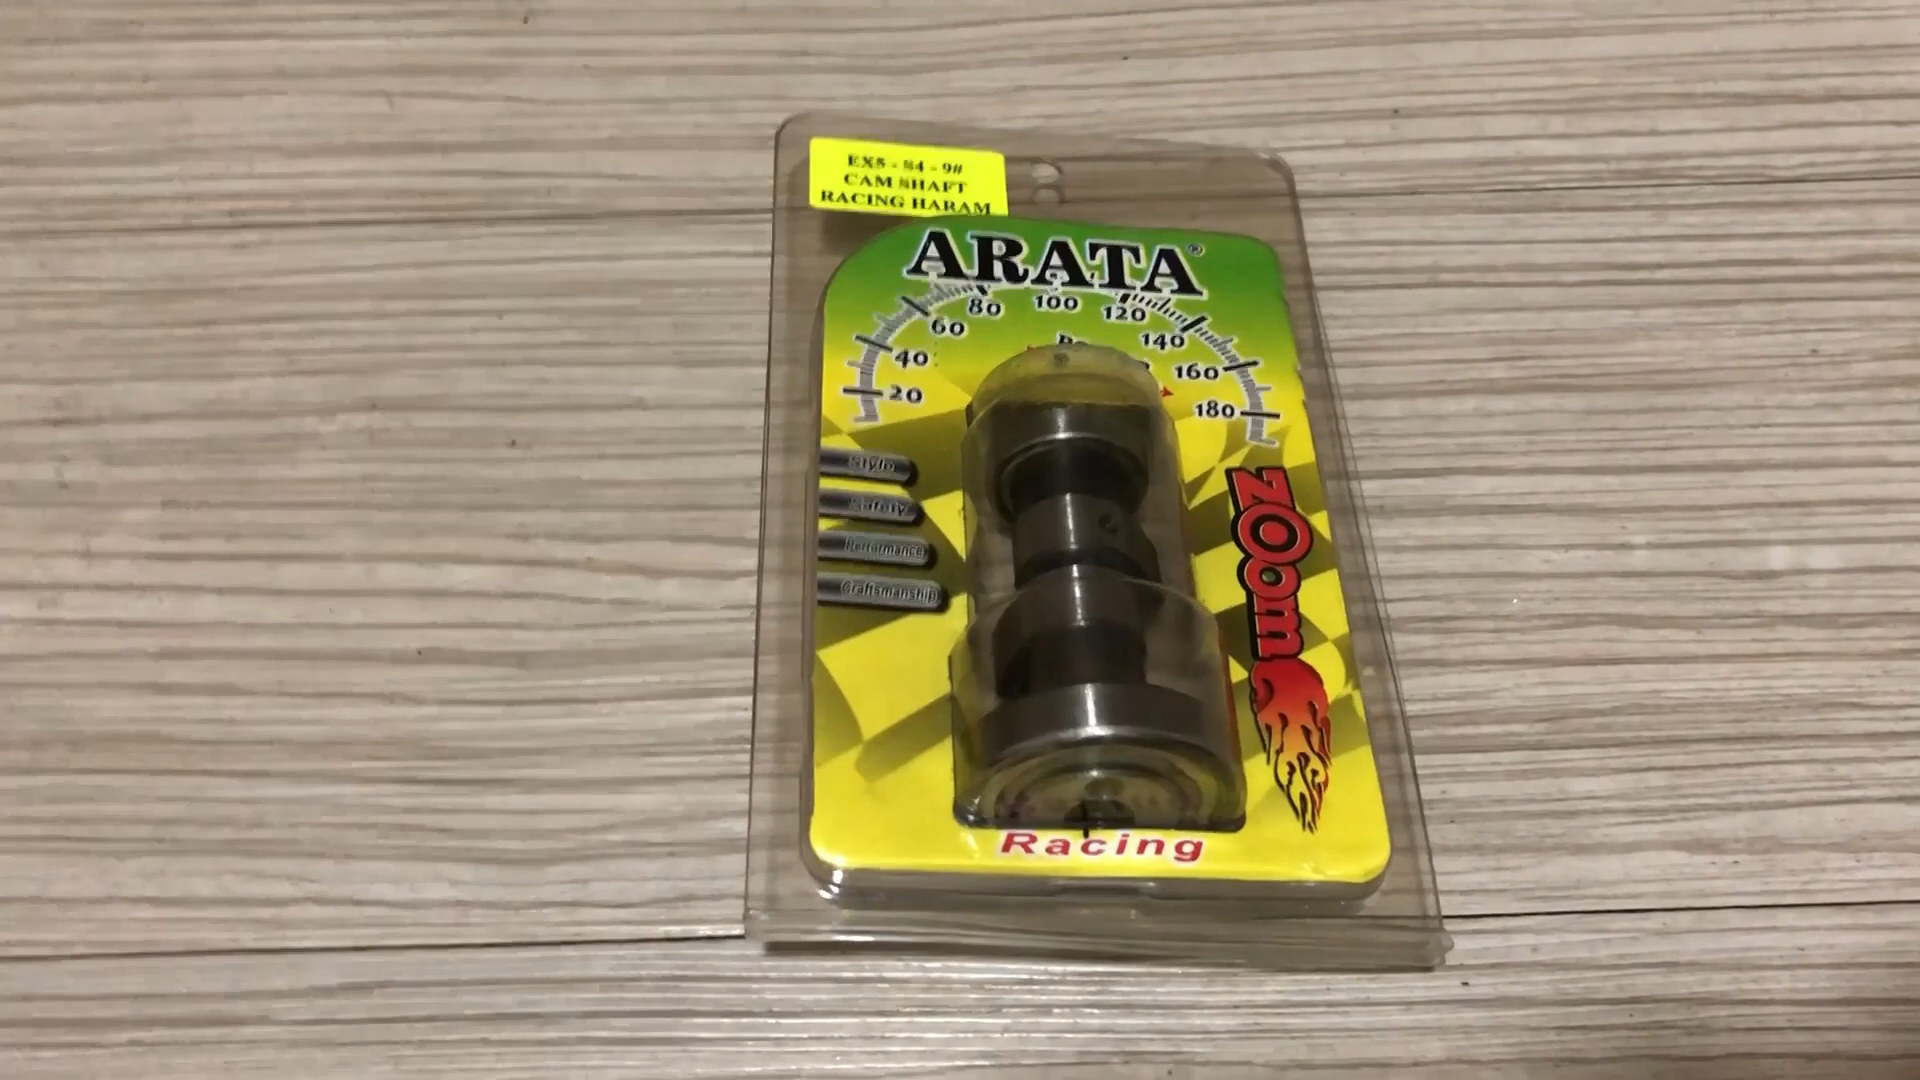 EX5 - S4 - 9#
CAM SHAFT
RACING HARAM
ARATA®
20
40
60
80
100
120
140
160
180
Style
Safety
Performance
Craftsmanship
zoom
Racing